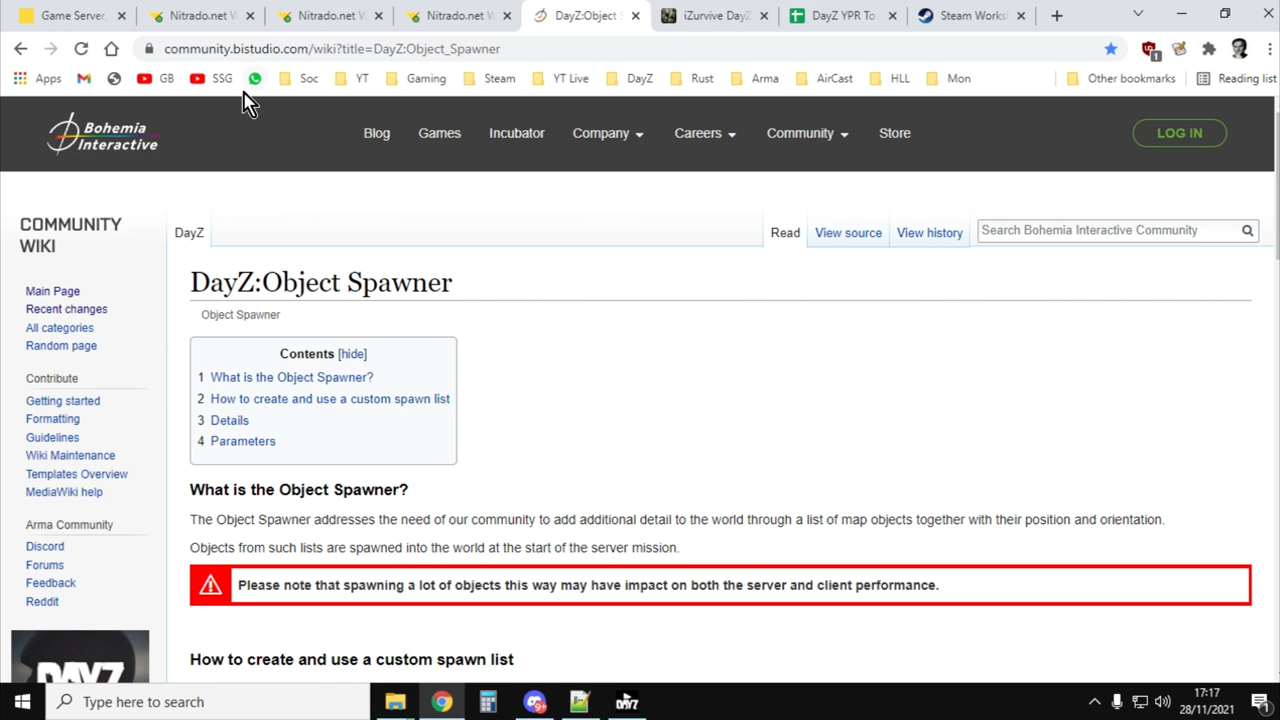 Game Server,
Nitrado.net W
Nitrado.net W
Nitrado.net W
DayZ:Object S
iZurvive DayZ
DayZ YPR To
Steam Works
community.bistudio.com/wiki?title=DayZ:Object_Spawner
1
Apps
GB
SSG
Soc
YT
Gaming
Steam
YT Live
DayZ
Rust
Arma
AirCast
HLL
Mon
Other bookmarks
Reading list
Bohemia
Interactive
Blog
Games
Incubator
Company
Careers
Community
Store
LOG IN
COMMUNITY
WIKI
DayZ
Read
View source
View history
Search Bohemia Interactive Community
Main Page
Recent changes
All categories
Random page
Contribute
Getting started
Formatting
Guidelines
Wiki Maintenance
Templates Overview
MediaWiki help
Arma Community
Discord
Forums
Feedback
Reddit
DAYZ
DayZ:Object Spawner
Object Spawner
Contents [hide]
1 What is the Object Spawner?
2 How to create and use a custom spawn list
3 Details
4 Parameters
What is the Object Spawner?
The Object Spawner addresses the need of our community to add additional detail to the world through a list of map objects together with their position and orientation.
Objects from such lists are spawned into the world at the start of the server mission.
Please note that spawning a lot of objects this way may have impact on both the server and client performance.
How to create and use a custom spawn list
Type here to search
DAYZ
17:17
28/11/2021
1